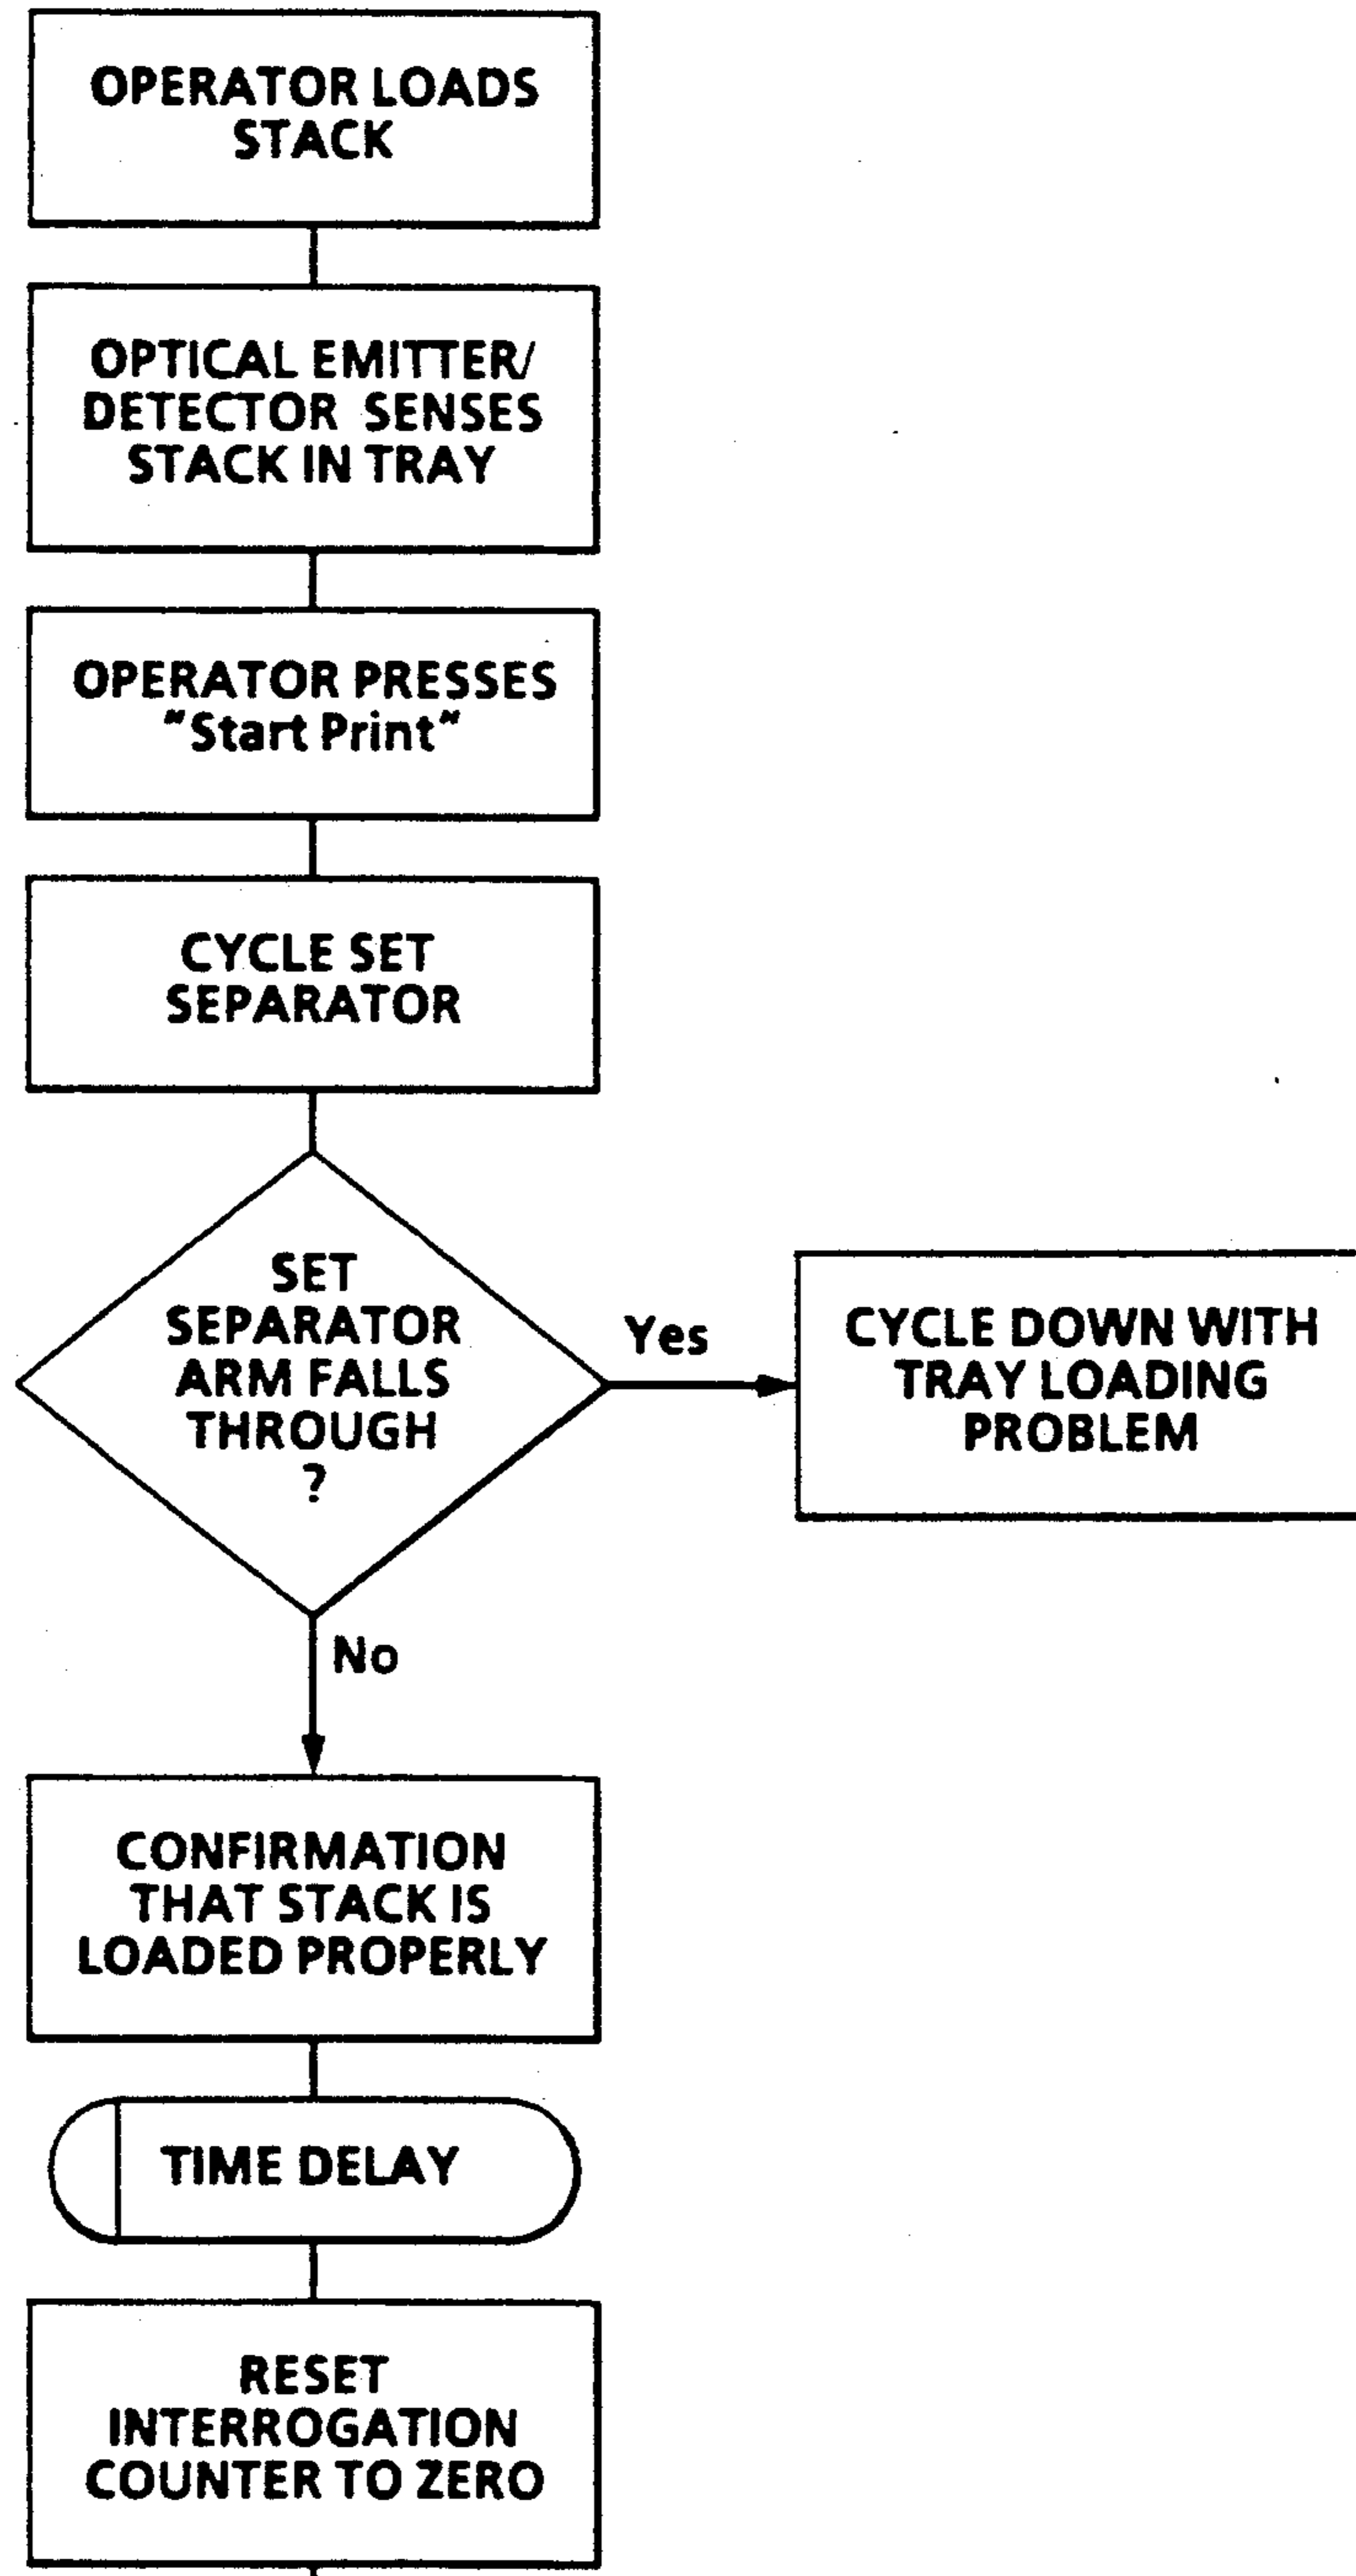 OPERATOR LOADS
STACK
OPTICAL EMITTER/
DETECTOR SENSES
STACK IN TRAY
OPERATOR PRESSES
"Start Print"
CYCLE SET
SEPARATOR
SET
SEPARATOR
ARM FALLS
THROUGH
?
Yes
CYCLE DOWN WITH
TRAY LOADING
PROBLEM
No
CONFIRMATION
THAT STACK IS
LOADED PROPERLY
TIME DELAY
RESET
INTERROGATION
COUNTER TO ZERO